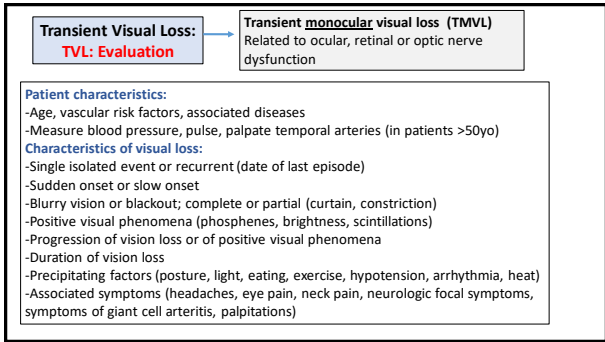 Transient Visual Loss:
TVL: Evaluation
Transient monocular visual loss (TMVL)
Related to ocular, retinal or optic nerve
dysfunction
Patient characteristics:
-Age, vascular risk factors, associated diseases
-Measure blood pressure, pulse, palpate temporal arteries (in patients >50yo)
Characteristics of visual loss:
-Single isolated event or recurrent (date of last episode)
-Sudden onset or slow onset
-Blurry vision or blackout; complete or partial (curtain, constriction)
-Positive visual phenomena (phosphenes, brightness, scintillations)
-Progression of vision loss or of positive visual phenomena
-Duration of vision loss
-Precipitating factors (posture, light, eating, exercise, hypotension, arrhythmia, heat)
-Associated symptoms (headaches, eye pain, neck pain, neurologic focal symptoms,
symptoms of giant cell arteritis, palpitations)